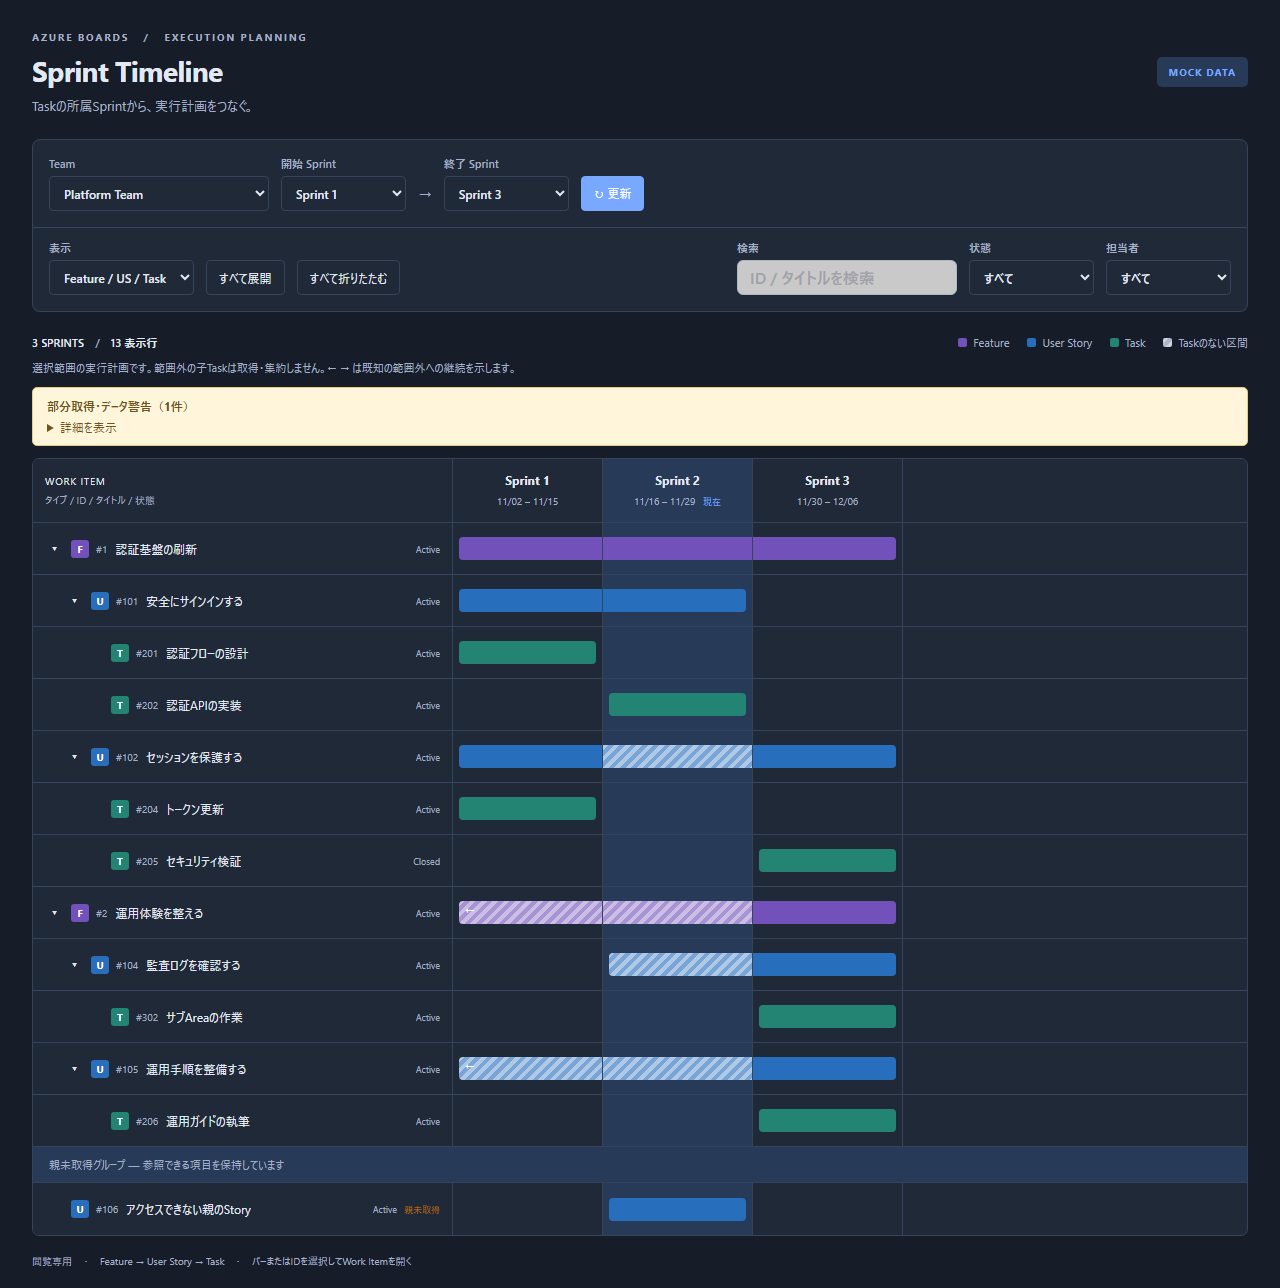 AZURE BOARDS / EXECUTION PLANNING
Sprint Timeline
MOCK DATA
Taskの所属Sprintから、実行計画をつなぐ。
Team
開始 Sprint
終了 Sprint
Platform Team
Sprint 1
→
Sprint 3
↻ 更新
表示
検索
状態
担当者
Feature / US / Task
すべて展開
すべて折りたたむ
ID / タイトルを検索
すべて
すべて
3 SPRINTS / 13 表示行
Feature
User Story
Task
Taskのない区間
選択範囲の実行計画です。範囲外の子Taskは取得・集約しません。← → は既知の範囲外への継続を示します。
部分取得・データ警告（1件）
▶ 詳細を表示
WORK ITEM
タイプ / ID / タイトル / 状態
Sprint 1
11/02 – 11/15
Sprint 2
11/16 – 11/29 現在
Sprint 3
11/30 – 12/06
▼ F #1 認証基盤の刷新 Active
▼ U #101 安全にサインインする Active
T #201 認証フローの設計 Active
T #202 認証APIの実装 Active
▼ U #102 セッションを保護する Active
T #204 トークン更新 Active
T #205 セキュリティ検証 Closed
▼ F #2 運用体験を整える Active ←
▼ U #104 監査ログを確認する Active
T #302 サブAreaの作業 Active
▼ U #105 運用手順を整備する Active ←
T #206 運用ガイドの執筆 Active
親未取得グループ — 参照できる項目を保持しています
U #106 アクセスできない親のStory Active 親未取得
閲覧専用 · Feature → User Story → Task · バーまたはIDを選択してWork Itemを開く